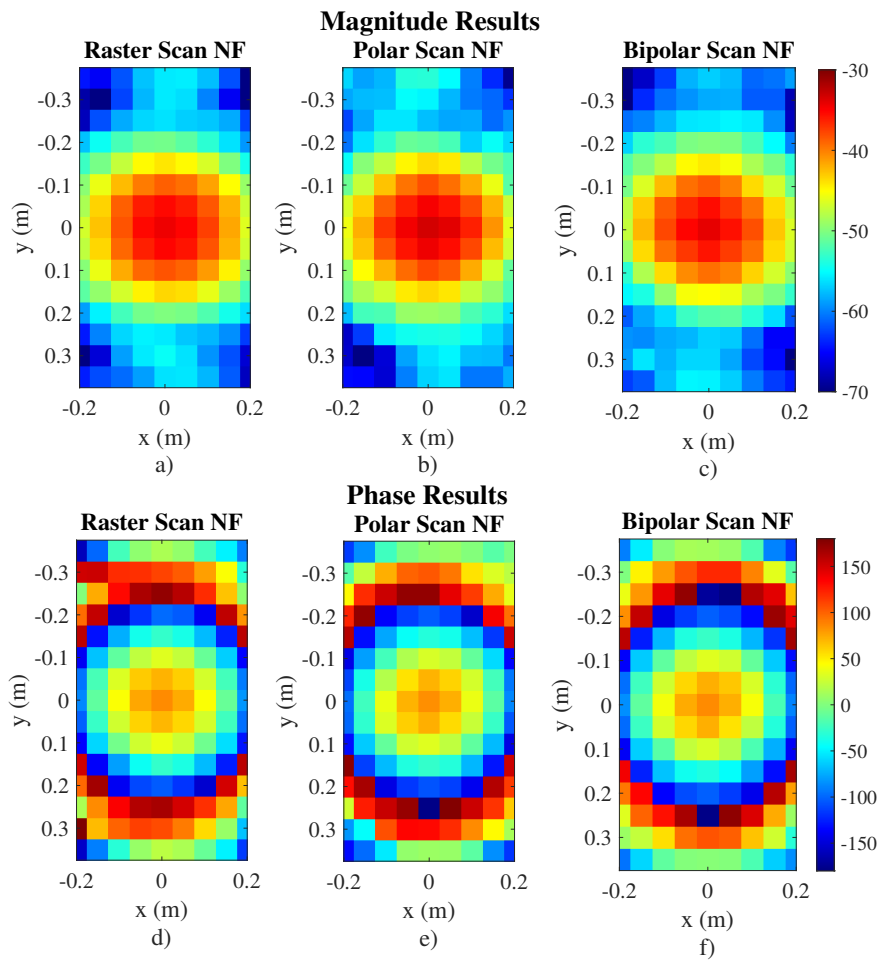 Magnitude Results
Raster Scan NF
Polar Scan NF
Bipolar Scan NF
y (m)
-0.3
-0.2
-0.1
0
0.1
0.2
0.3
-0.2
0
0.2
x (m)
a)
y (m)
-0.3
-0.2
-0.1
0
0.1
0.2
0.3
-0.2
0
0.2
x (m)
b)
y (m)
-0.3
-0.2
-0.1
0
0.1
0.2
0.3
-0.2
0
0.2
x (m)
c)
-30
-40
-50
-60
-70
Phase Results
Raster Scan NF
Polar Scan NF
Bipolar Scan NF
y (m)
-0.3
-0.2
-0.1
0
0.1
0.2
0.3
-0.2
0
0.2
x (m)
d)
y (m)
-0.3
-0.2
-0.1
0
0.1
0.2
0.3
-0.2
0
0.2
x (m)
e)
y (m)
-0.3
-0.2
-0.1
0
0.1
0.2
0.3
-0.2
0
0.2
x (m)
f)
150
100
50
0
-50
-100
-150